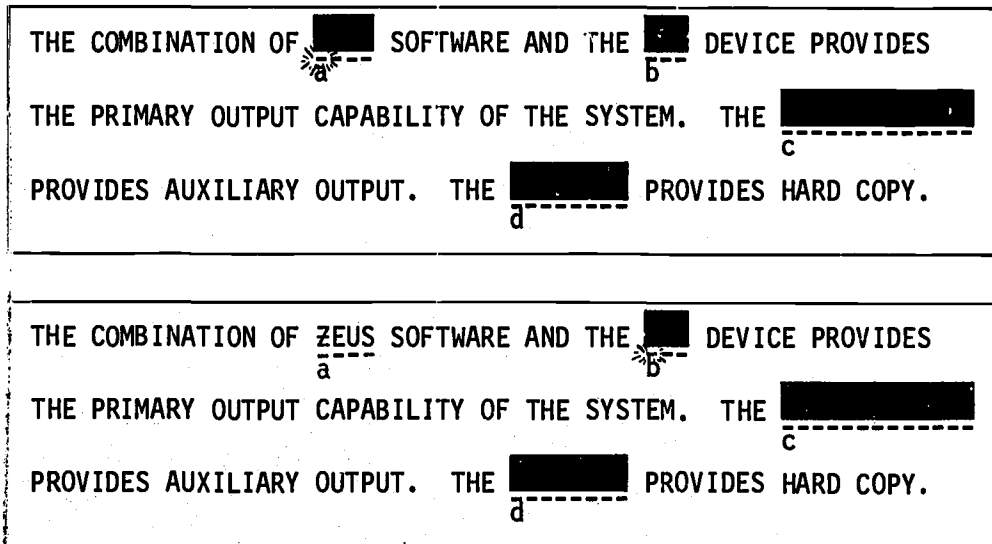 THE COMBINATION OF SOFTWARE AND THE DEVICE PROVIDES
a b
THE PRIMARY OUTPUT CAPABILITY OF THE SYSTEM. THE
c
PROVIDES AUXILIARY OUTPUT. THE PROVIDES HARD COPY.
d
THE COMBINATION OF ZEUS SOFTWARE AND THE DEVICE PROVIDES
a b
THE PRIMARY OUTPUT CAPABILITY OF THE SYSTEM. THE
c
PROVIDES AUXILIARY OUTPUT. THE PROVIDES HARD COPY.
d